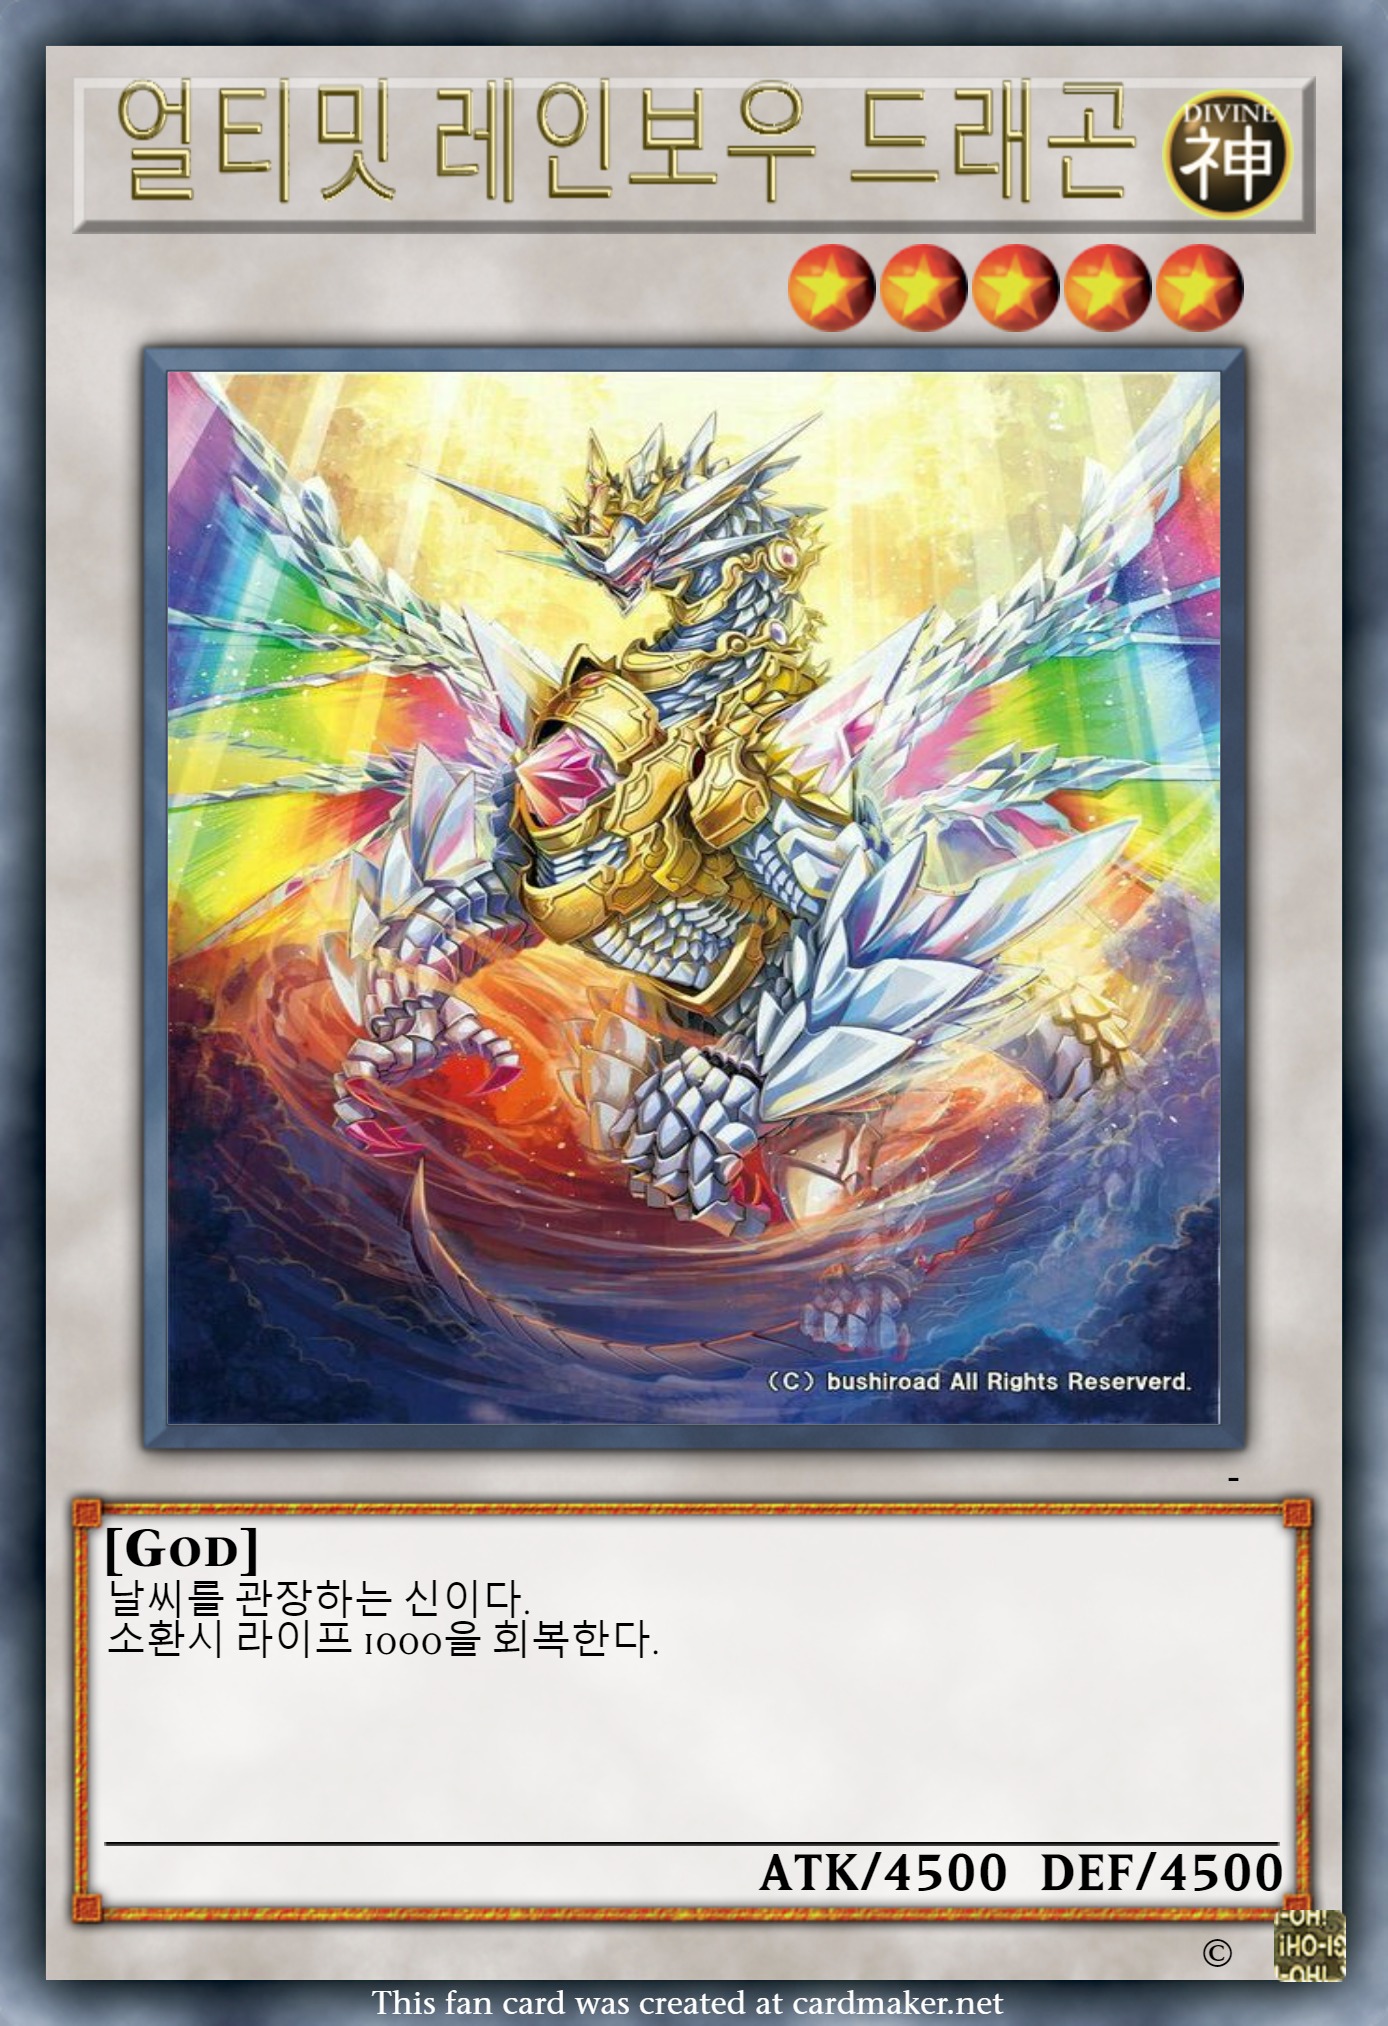 얼티밋 레인보우 드래곤
DIVINE
神
(C) bushiroad All Rights Reserverd.
-
[God]
날씨를 관장하는 신이다.
소환시 라이프 1000을 회복한다.
ATK/4500 DEF/4500
©
This fan card was created at cardmaker.net